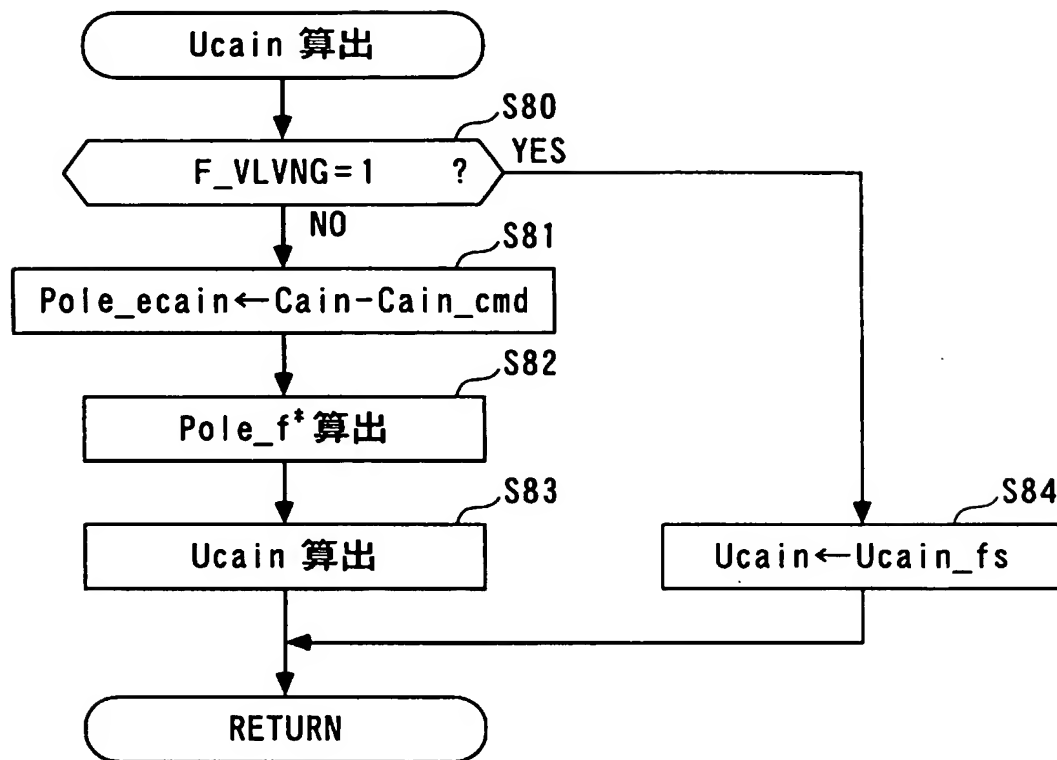 Ucain 算出
S80
F_VLVNG=1 ?
YES
NO
S81
Pole_ecain←Cain-Cain_cmd
S82
Pole_f* 算出
S83
Ucain 算出
S84
Ucain←Ucain_fs
RETURN